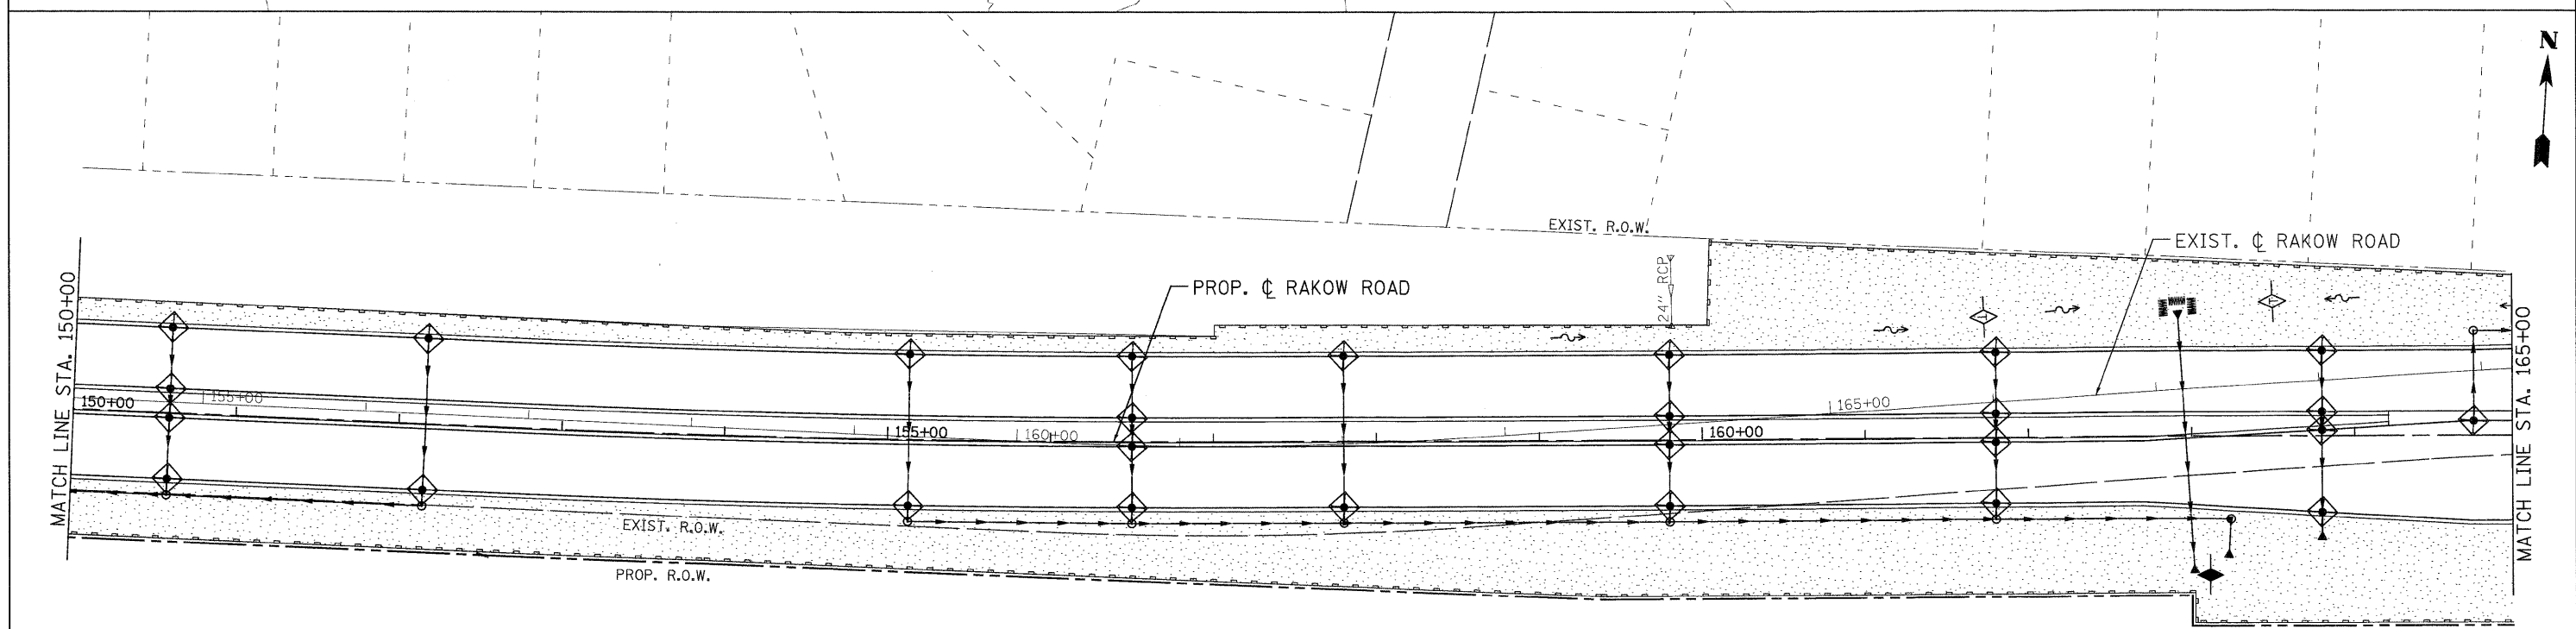 N
EXIST. R.O.W.
EXIST. ℄ RAKOW ROAD
24" RCP
PROP. ℄ RAKOW ROAD
MATCH LINE STA. 150+00
MATCH LINE STA. 165+00
150+00
155+00
165+00
155+00
160+00
160+00
EXIST. R.O.W.
PROP. R.O.W.